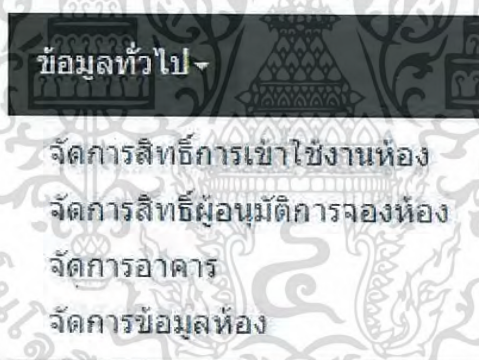 ข้อมูลทั่วไป
จัดการสิทธิ์การเข้าใช้งานห้อง
จัดการสิทธิ์ผู้อนุมัติการจองห้อง
จัดการอาคาร
จัดการข้อมูลห้อง